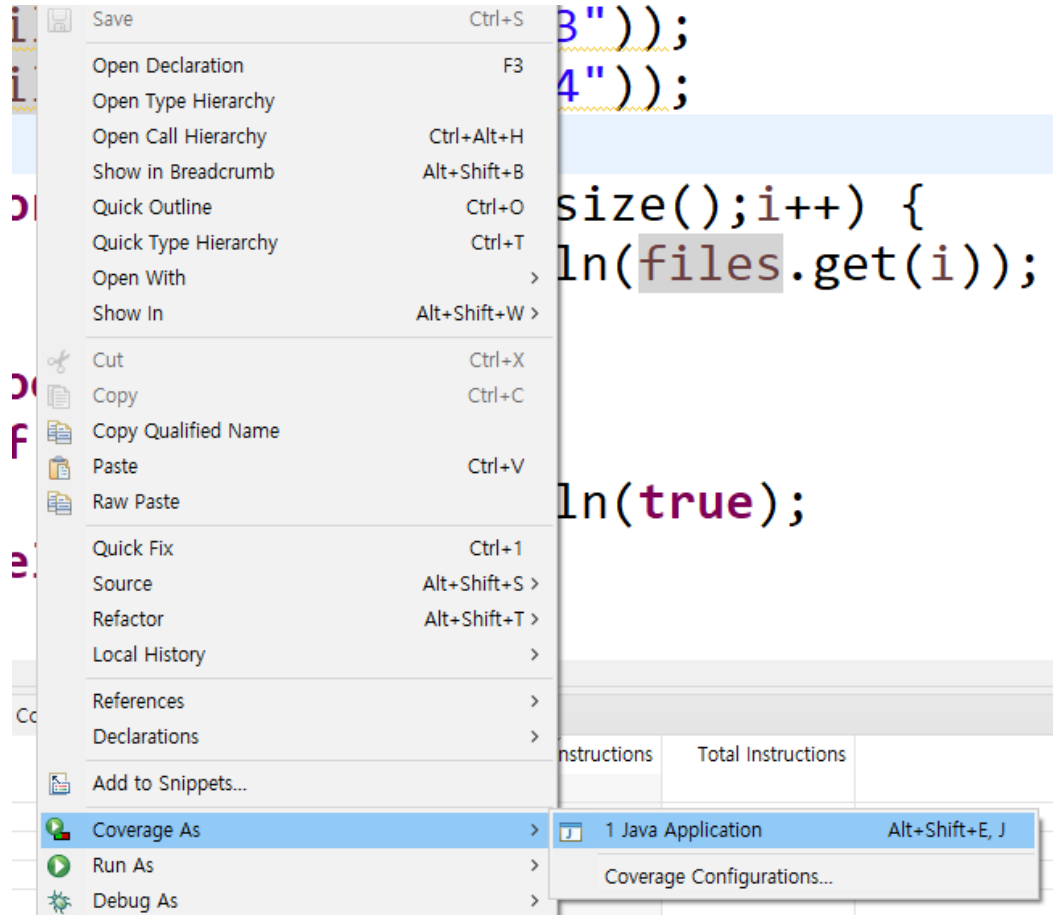 Save Ctrl+S 3"));
Open Declaration F3
Open Type Hierarchy 4"));
Open Call Hierarchy Ctrl+Alt+H
Show in Breadcrumb Alt+Shift+B
Quick Outline Ctrl+O size();i++) {
Quick Type Hierarchy Ctrl+T
Open With > ln(files.get(i));
Show In Alt+Shift+W >
Cut Ctrl+X
Copy Ctrl+C
Copy Qualified Name
Paste Ctrl+V
Raw Paste ln(true);
Quick Fix Ctrl+1
Source Alt+Shift+S >
Refactor Alt+Shift+T >
Local History >
References >
Declarations >
Total Instructions
Add to Snippets...
Coverage As > 1 Java Application Alt+Shift+E, J
Run As >
Coverage Configurations...
Debug As >